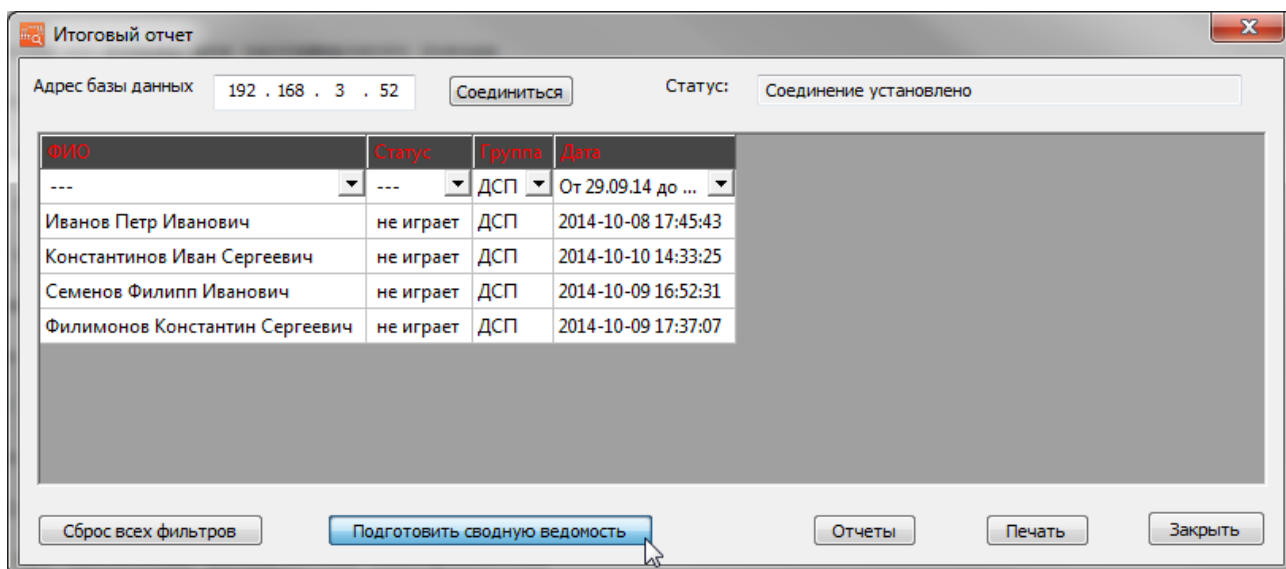 Итоговый отчет
Адрес базы данных 192 . 168 . 3 . 52 Соединиться Статус: Соединение установлено
ФИО Статус Группа Дата
--- --- ДСП От 29.09.14 до ...
Иванов Петр Иванович не играет ДСП 2014-10-08 17:45:43
Константинов Иван Сергеевич не играет ДСП 2014-10-10 14:33:25
Семенов Филипп Иванович не играет ДСП 2014-10-09 16:52:31
Филимонов Константин Сергеевич не играет ДСП 2014-10-09 17:37:07
Сброс всех фильтров Подготовить сводную ведомость Отчеты Печать Закрыть